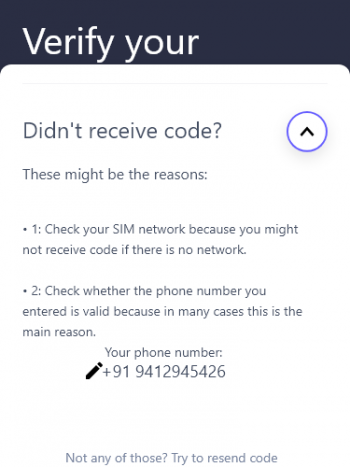 Verify your
Didn't receive code?
These might be the reasons:
• 1: Check your SIM network because you might
not receive code if there is no network.
• 2: Check whether the phone number you
entered is valid because in many cases this is the
main reason.
Your phone number:
+91 9412945426
Not any of those? Try to resend code